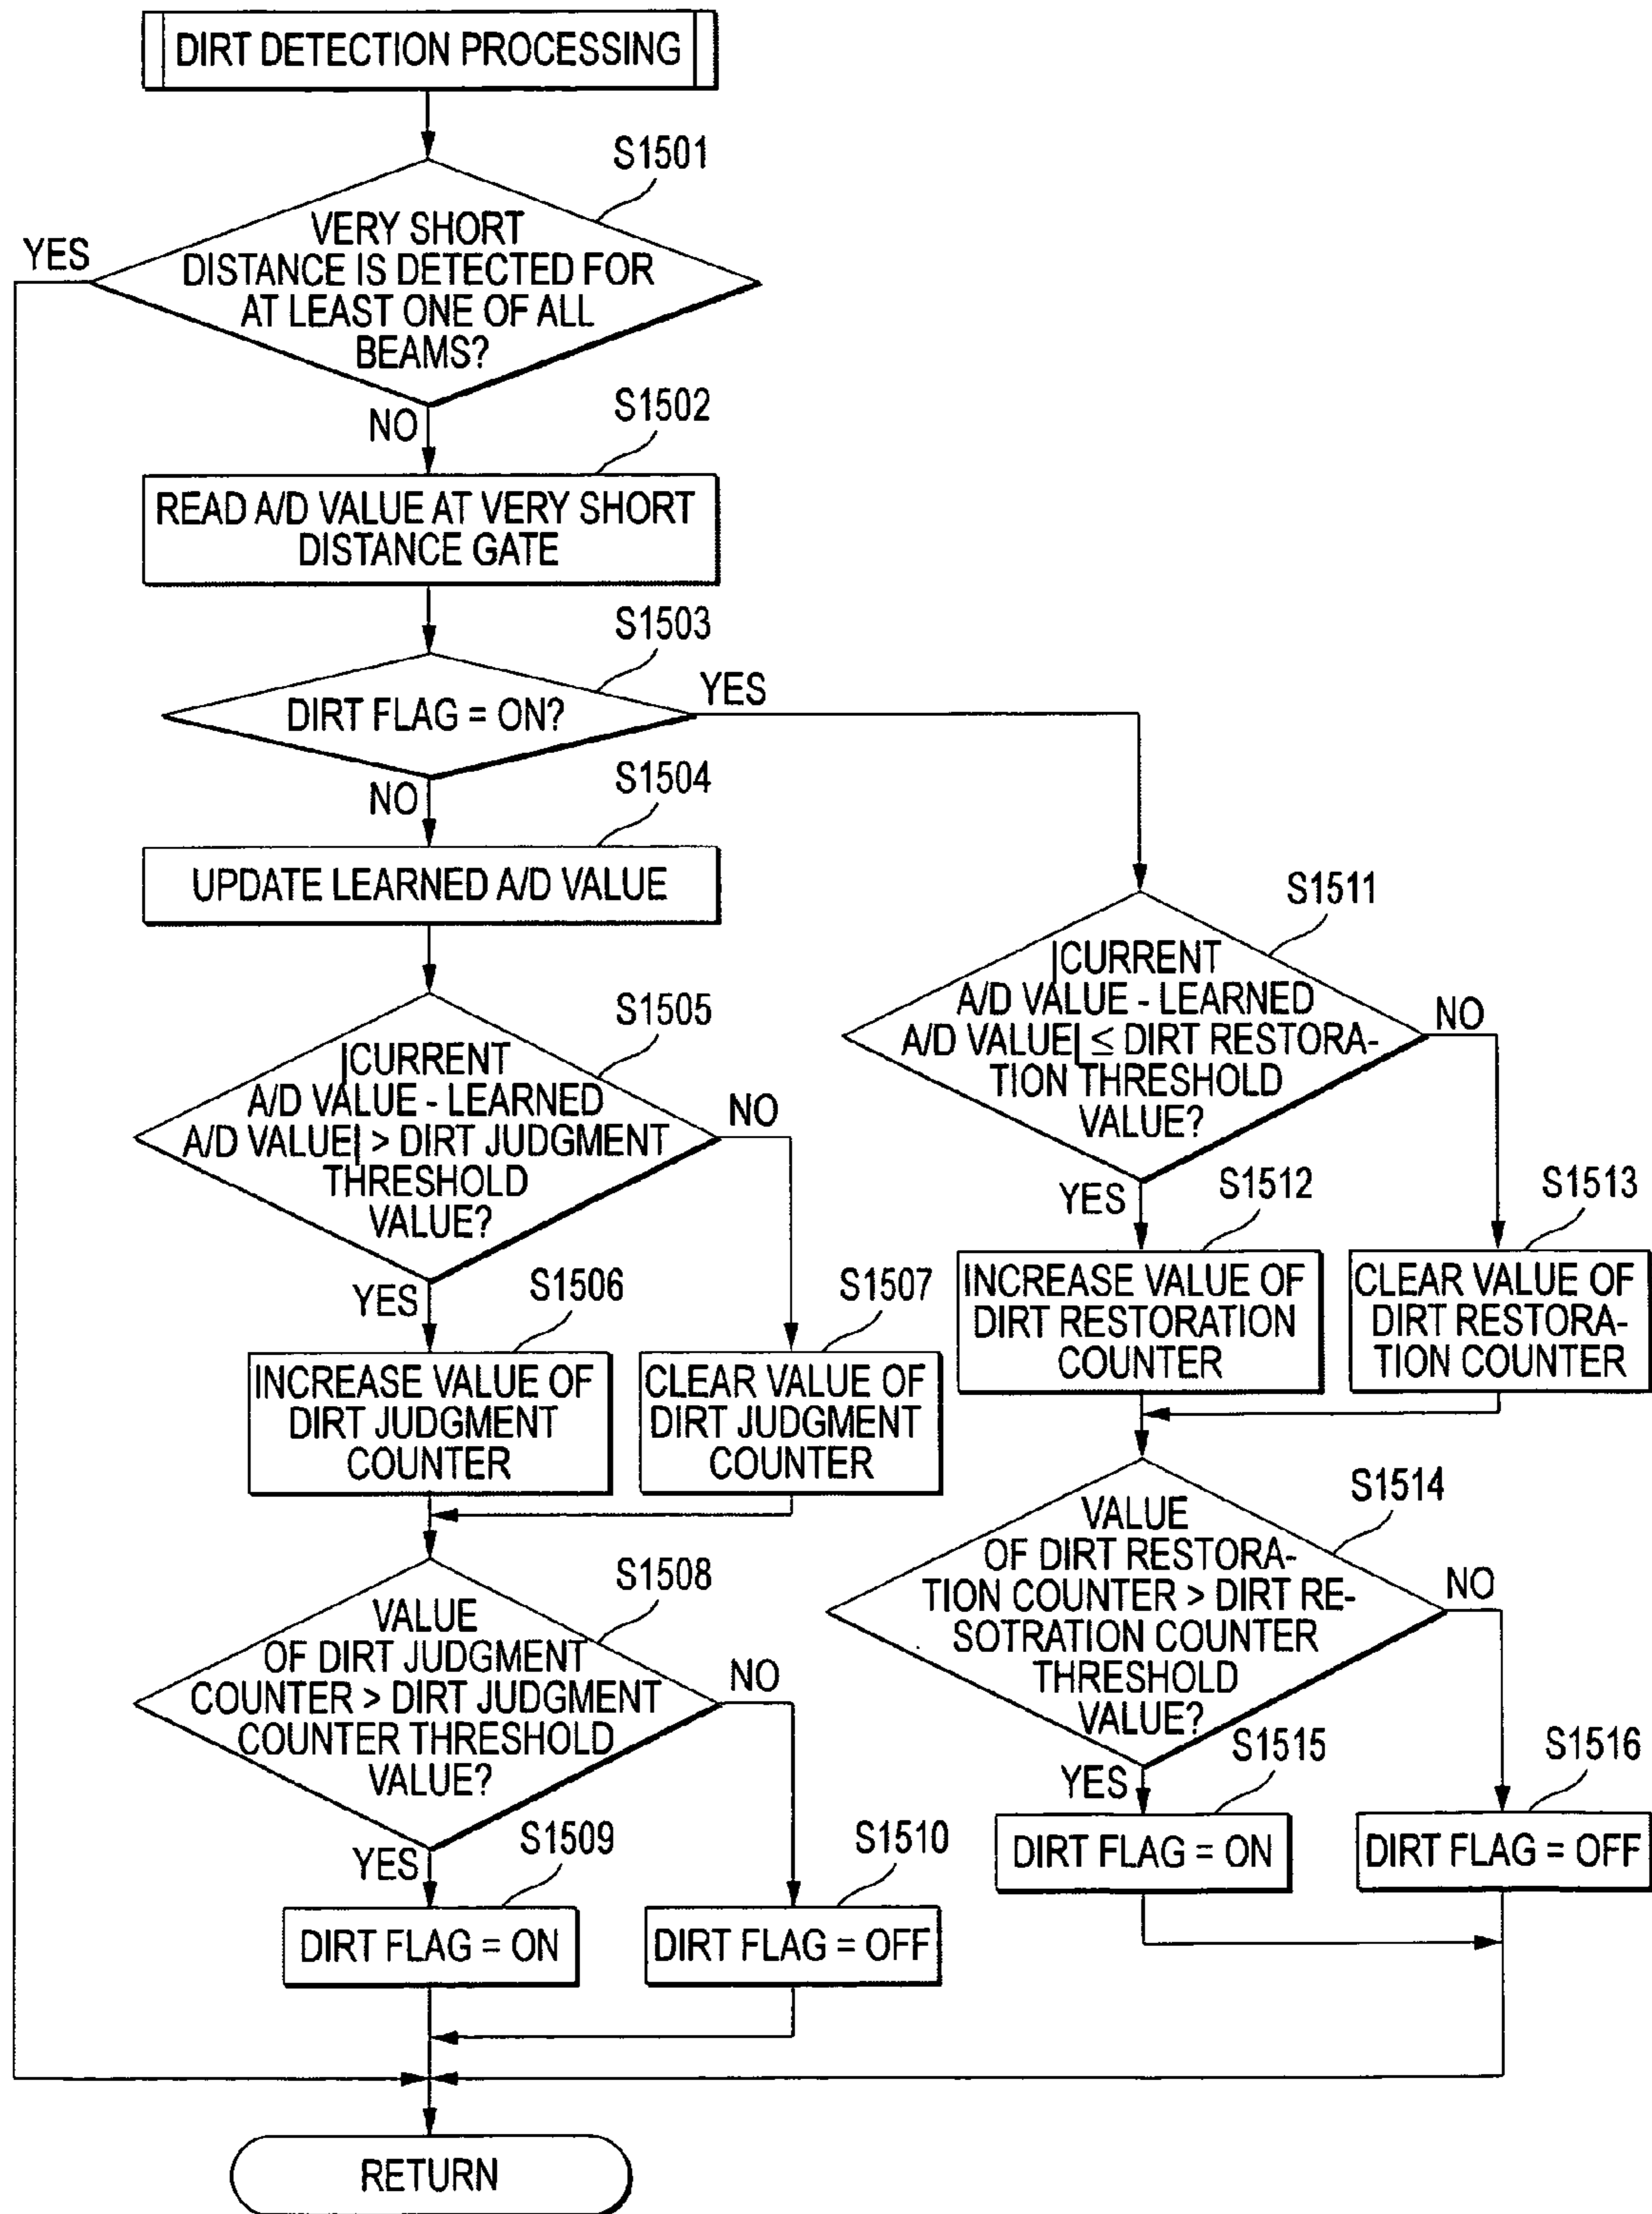 DIRT DETECTION PROCESSING
S1501
VERY SHORT
DISTANCE IS DETECTED FOR
AT LEAST ONE OF ALL
BEAMS?
YES
NO
S1502
READ A/D VALUE AT VERY SHORT
DISTANCE GATE
S1503
DIRT FLAG = ON?
YES
NO
S1504
UPDATE LEARNED A/D VALUE
S1505
|CURRENT
A/D VALUE - LEARNED
A/D VALUE| > DIRT JUDGMENT
THRESHOLD
VALUE?
NO
YES
S1506
INCREASE VALUE OF
DIRT JUDGMENT
COUNTER
S1507
CLEAR VALUE OF
DIRT JUDGMENT
COUNTER
S1508
VALUE
OF DIRT JUDGMENT
COUNTER > DIRT JUDGMENT
COUNTER THRESHOLD
VALUE?
NO
YES
S1509
DIRT FLAG = ON
S1510
DIRT FLAG = OFF
S1511
|CURRENT
A/D VALUE - LEARNED
A/D VALUE| ≤ DIRT RESTORA-
TION THRESHOLD
VALUE?
NO
YES
S1512
INCREASE VALUE OF
DIRT RESTORATION
COUNTER
S1513
CLEAR VALUE OF
DIRT RESTORA-
TION COUNTER
S1514
VALUE
OF DIRT RESTORA-
TION COUNTER > DIRT RE-
SOTRATION COUNTER
THRESHOLD
VALUE?
NO
YES
S1515
DIRT FLAG = ON
S1516
DIRT FLAG = OFF
RETURN